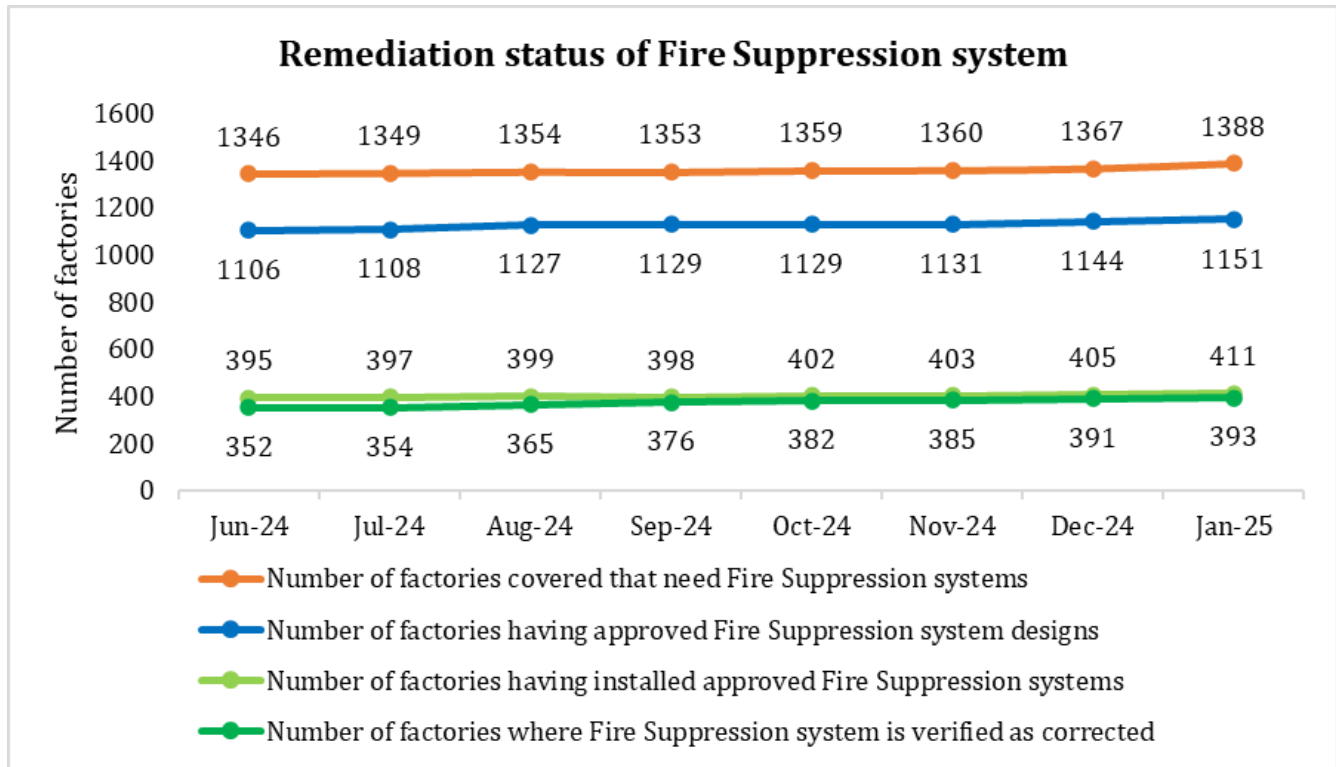 Remediation status of Fire Suppression system
1600
1400
1200
1000
800
600
400
200
0
Number of factories
1346 1349 1354 1353 1359 1360 1367 1388
1106 1108 1127 1129 1129 1131 1144 1151
395 397 399 398 402 403 405 411
352 354 365 376 382 385 391 393
Jun-24 Jul-24 Aug-24 Sep-24 Oct-24 Nov-24 Dec-24 Jan-25
Number of factories covered that need Fire Suppression systems
Number of factories having approved Fire Suppression system designs
Number of factories having installed approved Fire Suppression systems
Number of factories where Fire Suppression system is verified as corrected